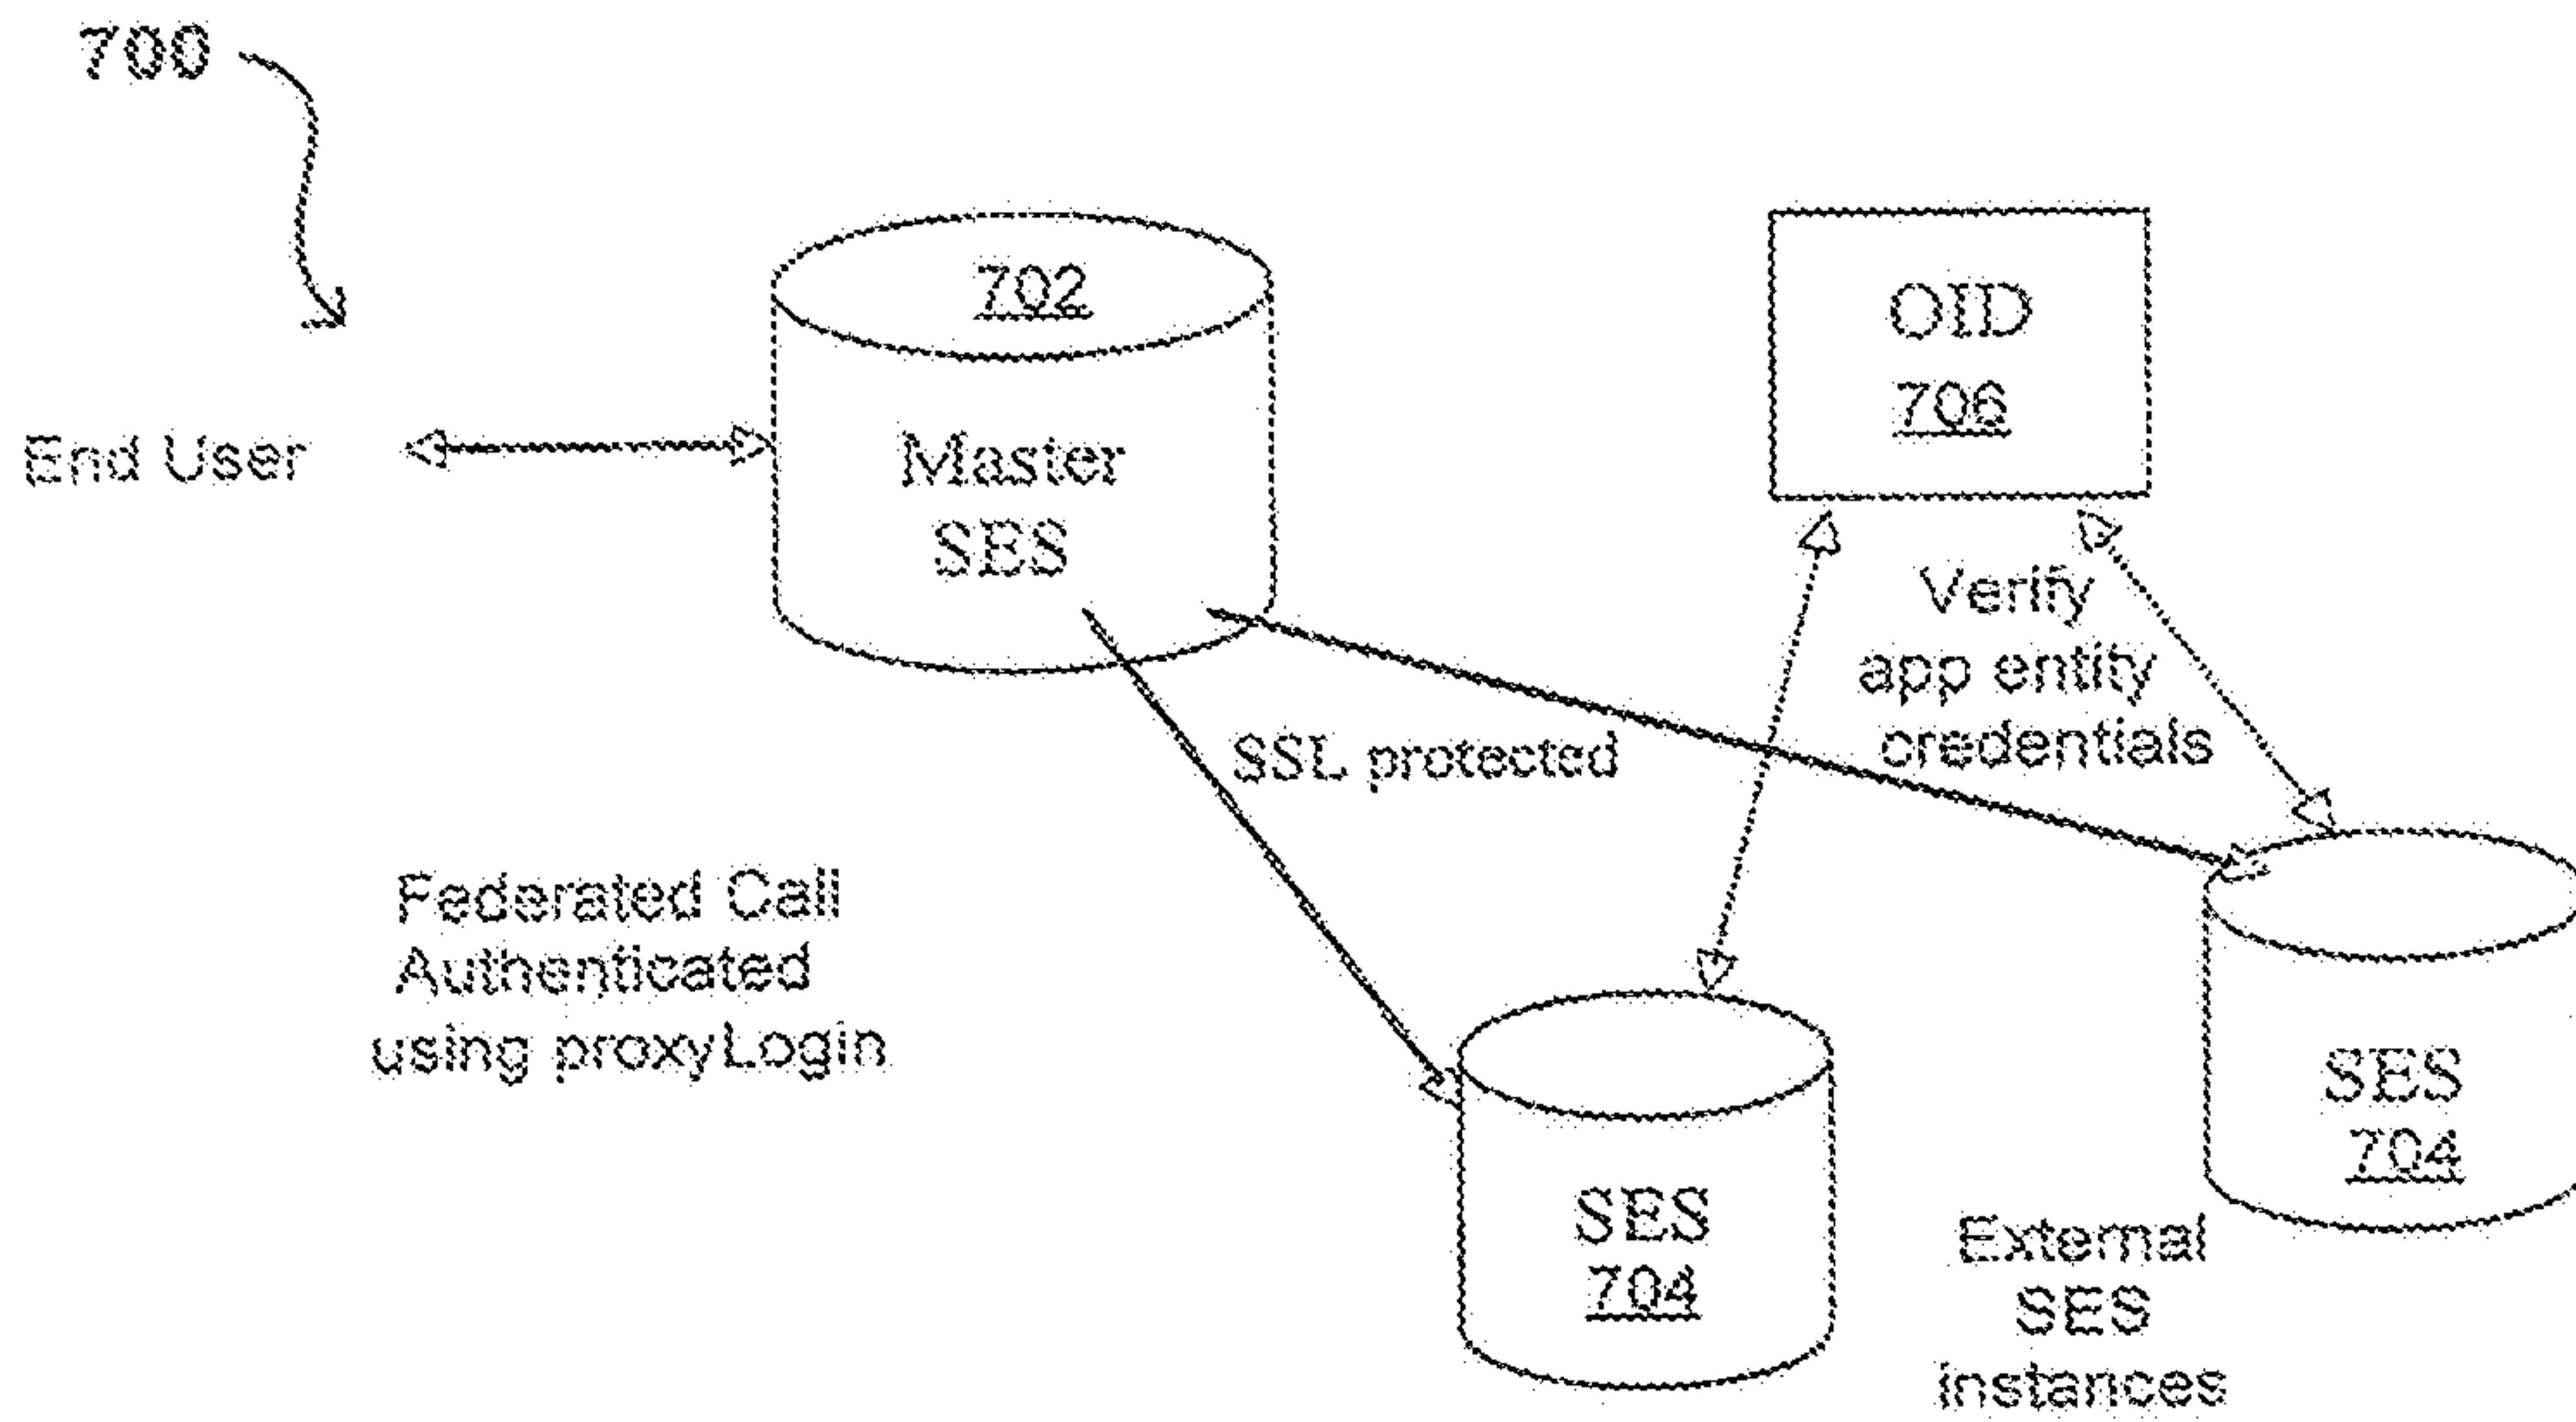 700
702
Master
SES
OID
706
End User
Verify
app entity
credentials
SSL protected
Federated Call
Authenticated
using proxyLogin
SES
704
SES
704
External
SES
instances